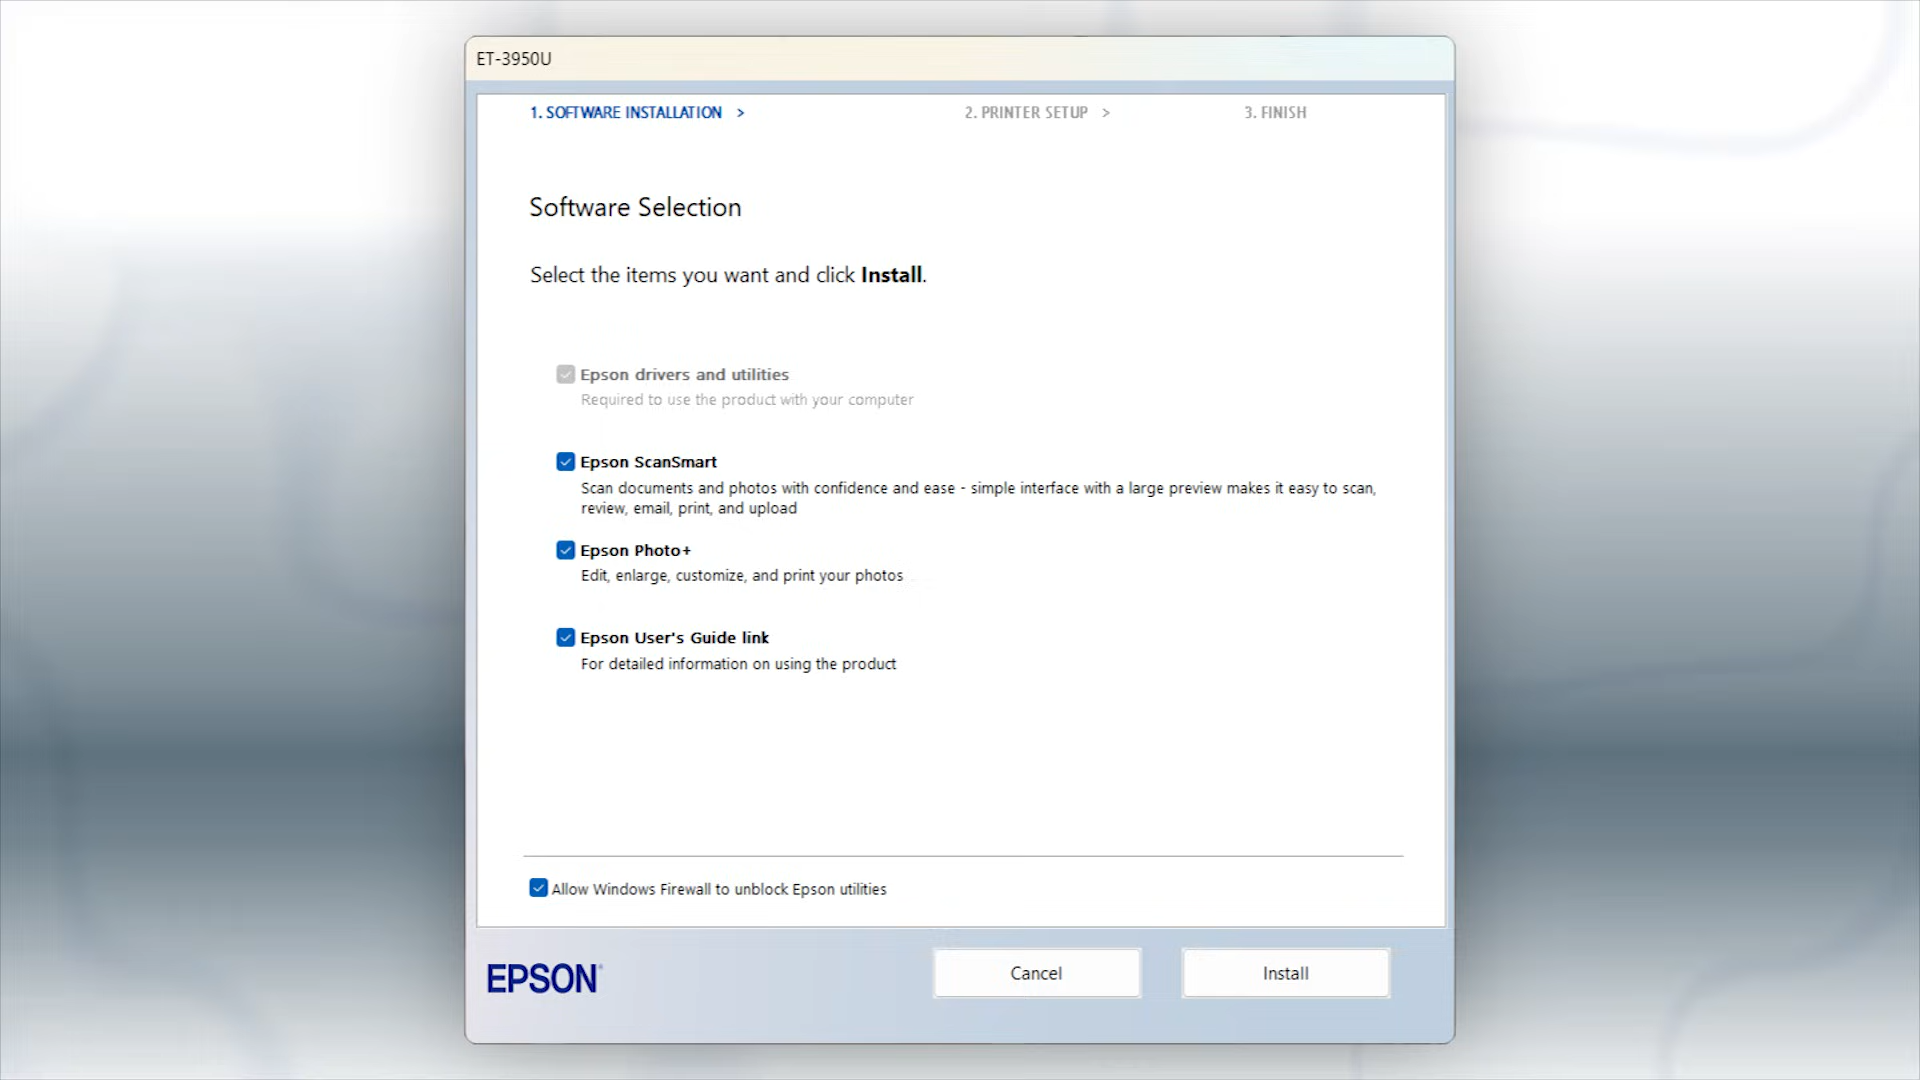 ET-3950U
1. SOFTWARE INSTALLATION > 2. PRINTER SETUP > 3. FINISH
Software Selection
Select the items you want and click Install.
Epson drivers and utilities
Required to use the product with your computer
Epson ScanSmart
Scan documents and photos with confidence and ease - simple interface with a large preview makes it easy to scan,
review, email, print, and upload
Epson Photo+
Edit, enlarge, customize, and print your photos
Epson User's Guide link
For detailed information on using the product
Allow Windows Firewall to unblock Epson utilities
EPSON
Cancel
Install